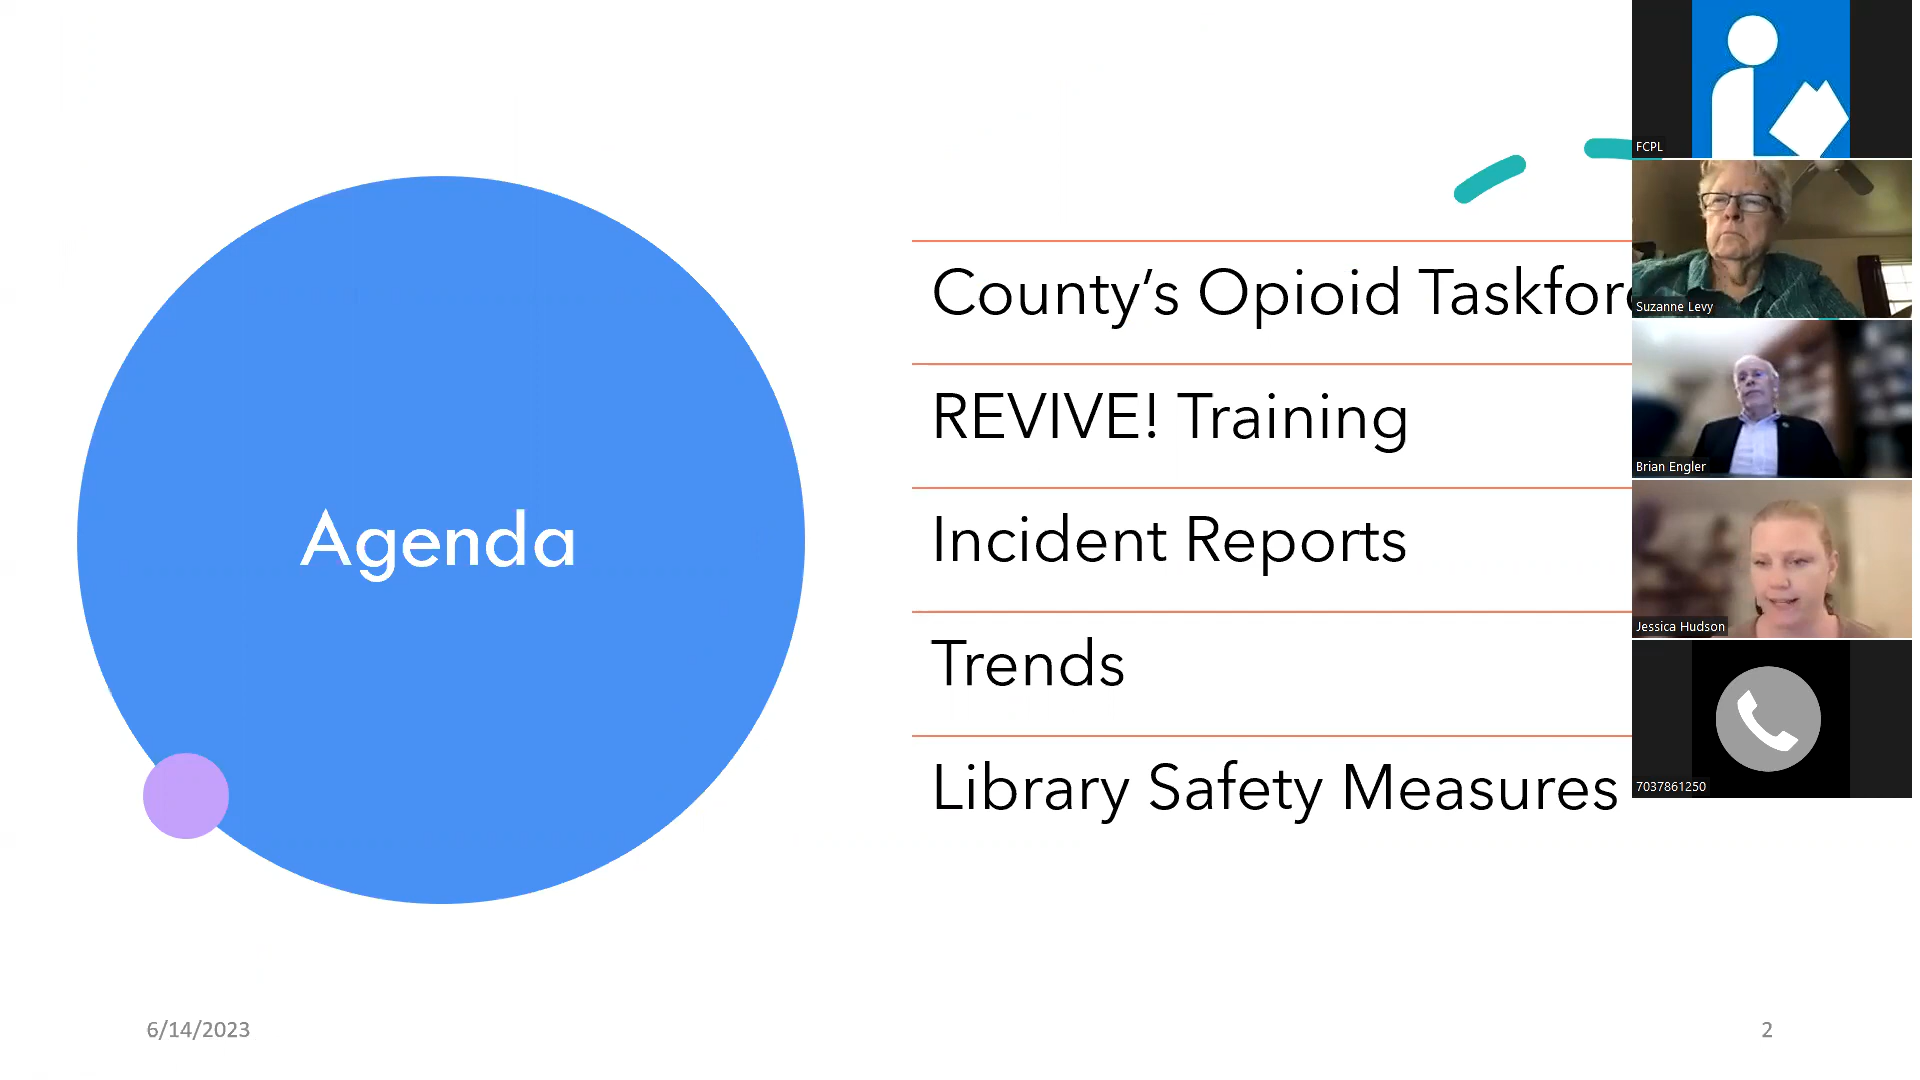 Agenda
County’s Opioid Taskforc
REVIVE! Training
Incident Reports
Trends
Library Safety Measures
6/14/2023
2
FCPL
Suzanne Levy
Brian Engler
Jessica Hudson
7037861250